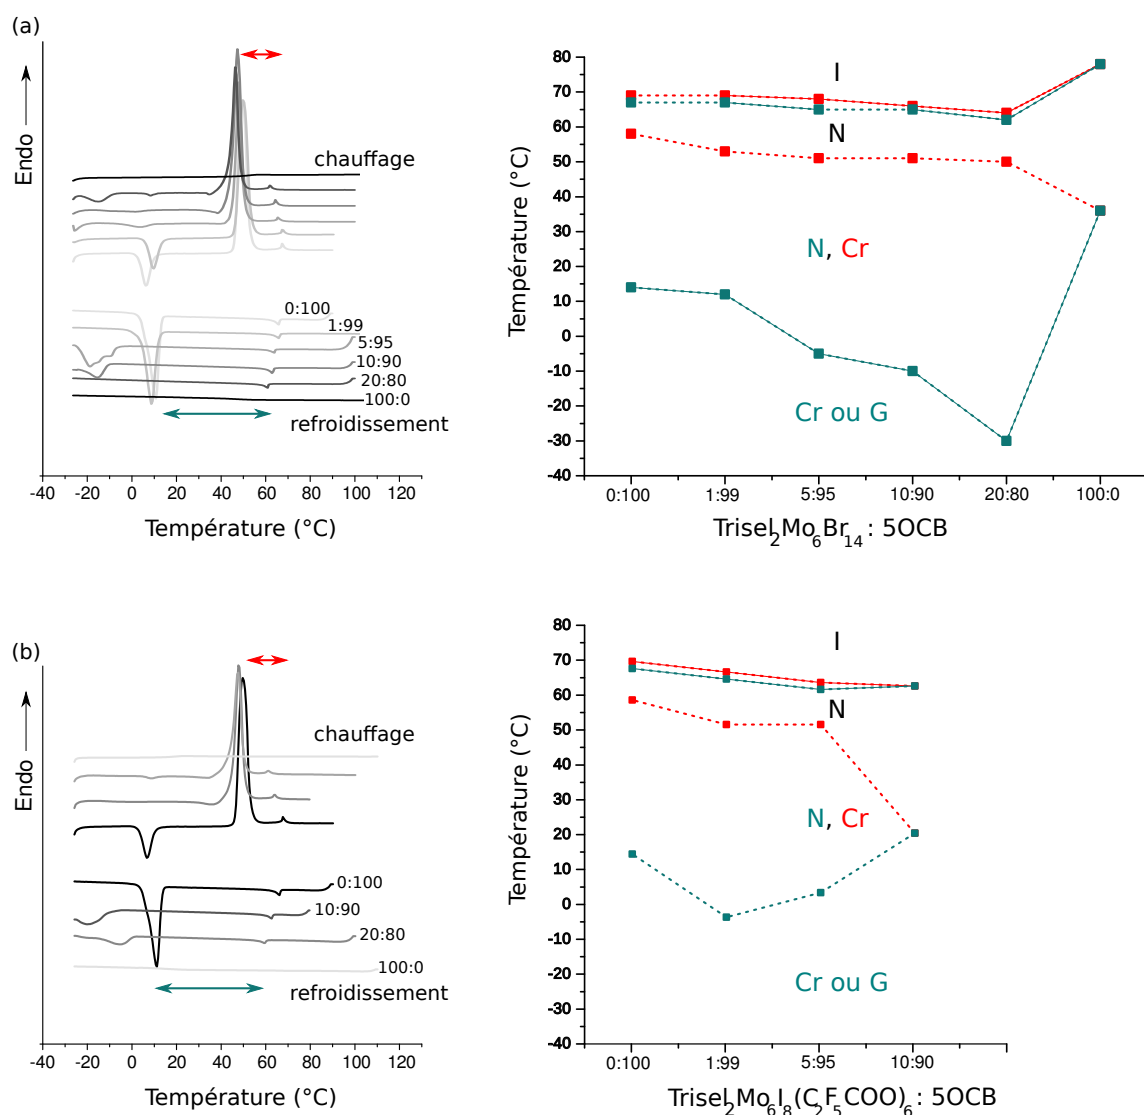 (a)
Endo
chauffage
0:100
1:99
5:95
10:90
20:80
100:0
refroidissement
-40 -20 0 20 40 60 80 100 120
Température (°C)
80
70
60
50
40
30
20
10
0
-10
-20
-30
-40
Température (°C)
I
N
N, Cr
Cr ou G
0:100 1:99 5:95 10:90 20:80 100:0
Trisel2Mo6Br14 : 5OCB
(b)
Endo
chauffage
0:100
10:90
20:80
100:0
refroidissement
-40 -20 0 20 40 60 80 100 120
Température (°C)
80
70
60
50
40
30
20
10
0
-10
-20
-30
-40
Température (°C)
I
N
N, Cr
Cr ou G
0:100 1:99 5:95 10:90
Trisel2Mo6I8(C2F5COO)6 : 5OCB